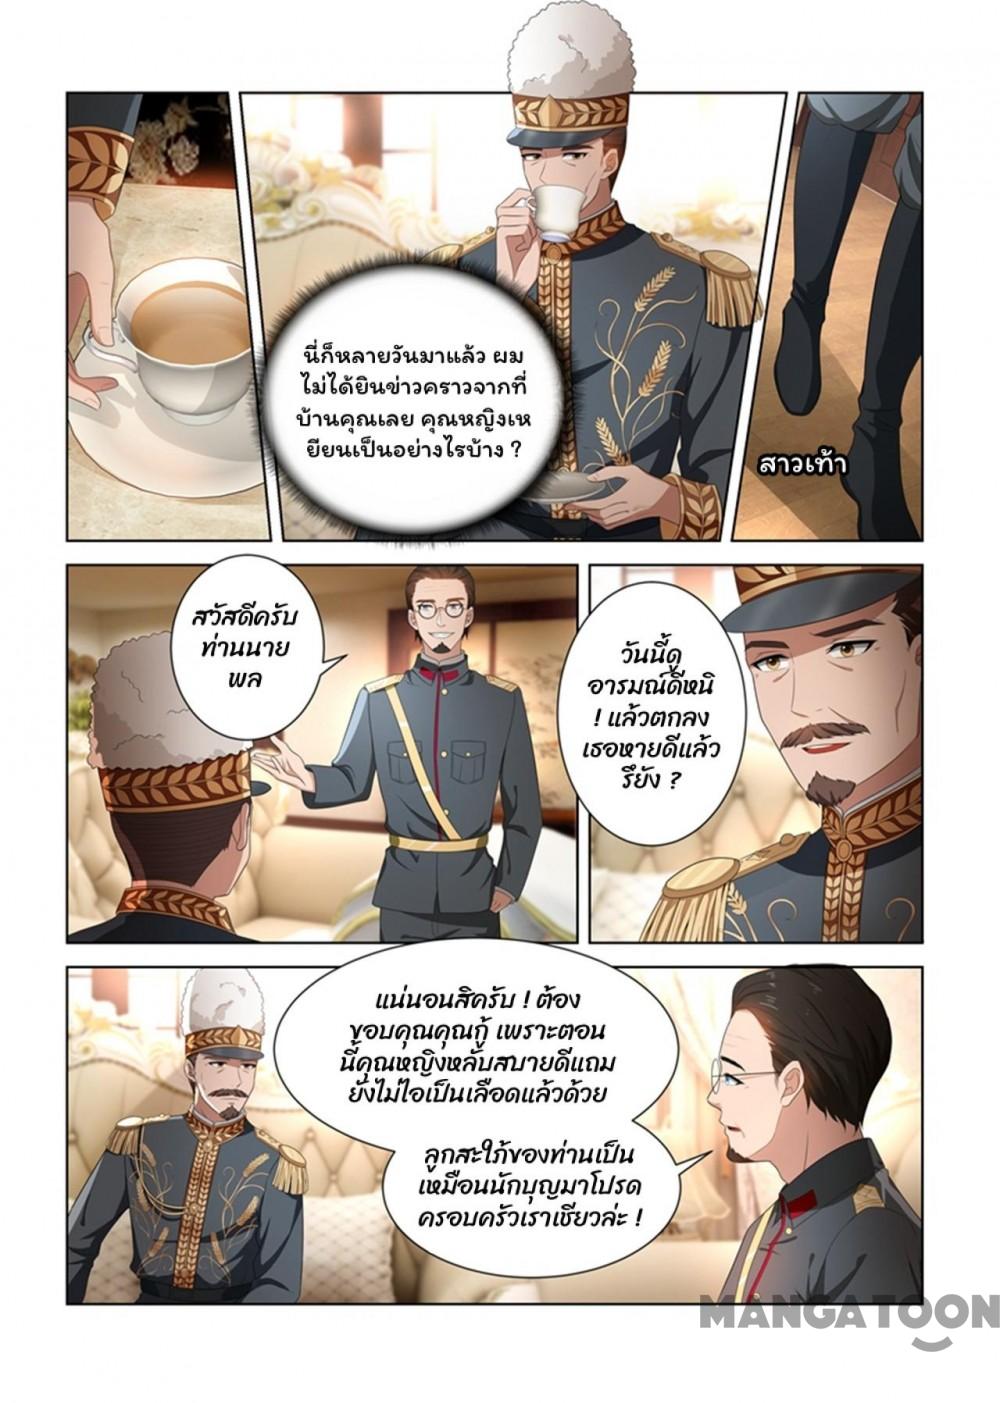 นี่ก็หลายวันมาแล้ว ผม
ไม่ได้ยินข่าวคราวจากที่
บ้านคุณเลย คุณหญิงเห
ยียนเป็นอย่างไรบ้าง ?
สาวเท้า
สวัสดีครับ
ท่านนาย
พล
วันนี้ดู
อารมณ์ดีหนิ
! แล้วตกลง
เธอหายดีแล้ว
รึยัง ?
แน่นอนสิครับ ! ต้อง
ขอบคุณคุณกู้ เพราะตอน
นี้คุณหญิงหลับสบายดีแถม
ยังไม่ไอเป็นเลือดแล้วด้วย
ลูกสะใภ้ของท่านเป็น
เหมือนนักบุญมาโปรด
ครอบครัวเราเชียวล่ะ !
MANGATOON